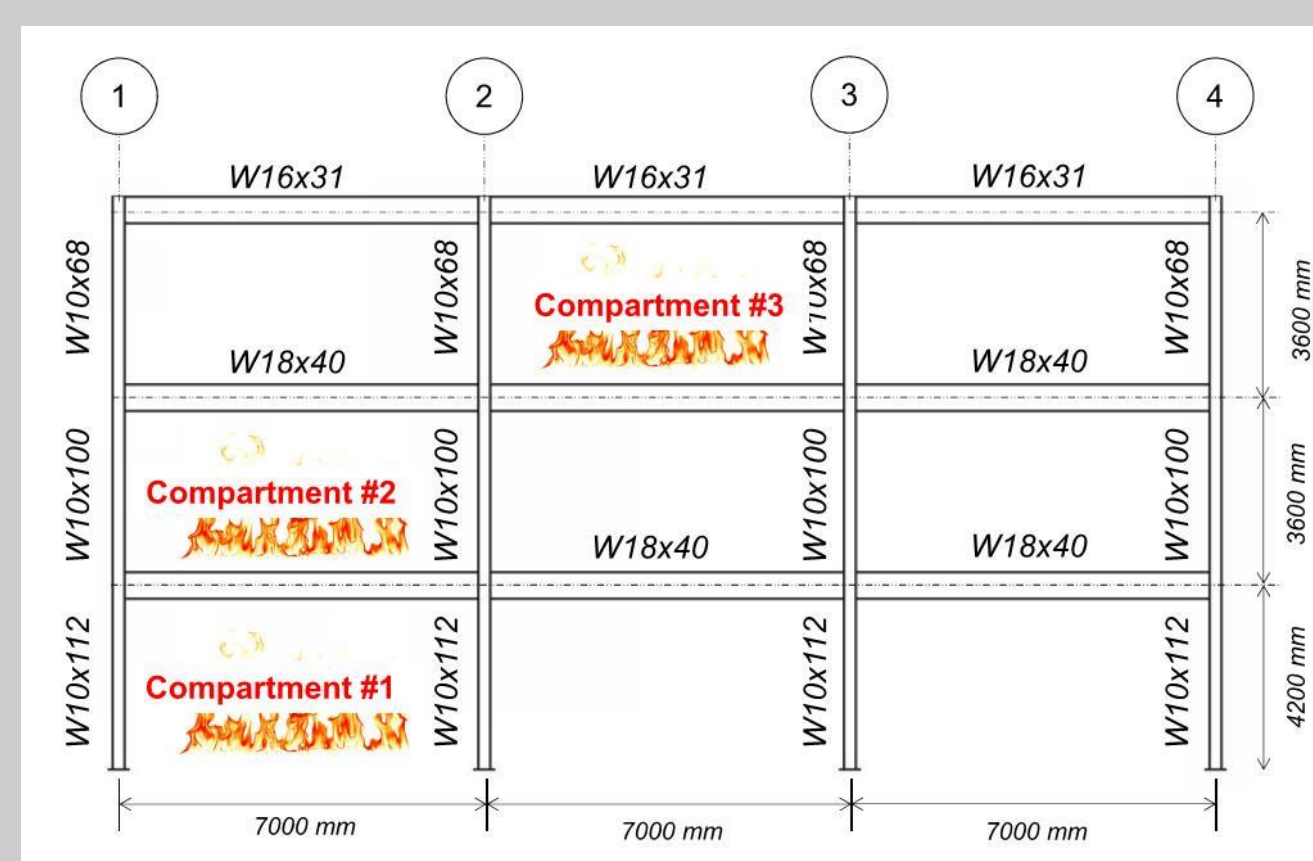 1
2
3
4
W16x31
W16x31
W16x31
W10x68
W10x68
W10x68
W10x68
3600 mm
Compartment #3
W18x40
W18x40
W10x100
W10x100
W10x100
W10x100
3600 mm
Compartment #2
W18x40
W18x40
W10x112
W10x112
W10x112
W10x112
4200 mm
Compartment #1
7000 mm
7000 mm
7000 mm